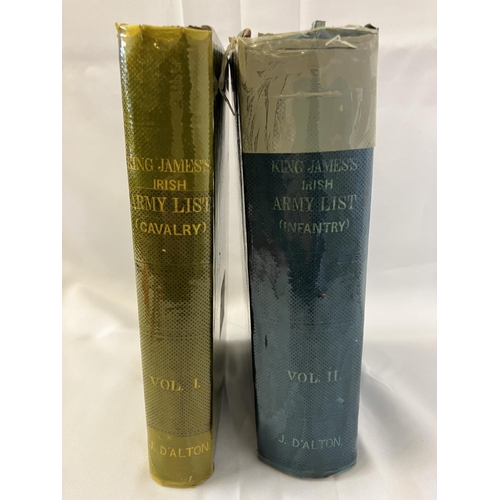 KING JAMES'S
IRISH
ARMY LIST
(CAVALRY)
VOL. I.
J. D'ALTON.
KING JAMES'S
IRISH
ARMY LIST
(INFANTRY)
VOL. II.
J. D'ALTON.